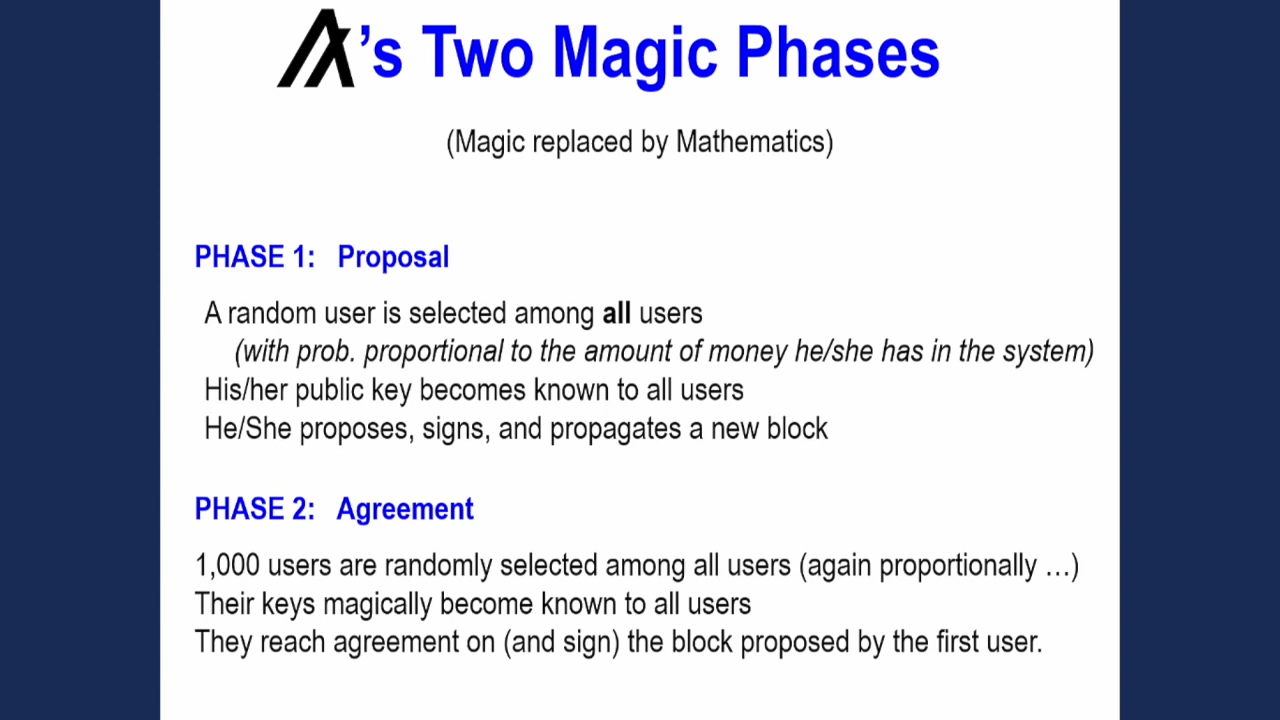 's Two Magic Phases
(Magic replaced by Mathematics)
PHASE 1: Proposal
A random user is selected among all users
(with prob. proportional to the amount of money he/she has in the system)
His/her public key becomes known to all users
He/She proposes, signs, and propagates a new block
PHASE 2: Agreement
1,000 users are randomly selected among all users (again proportionally …)
Their keys magically become known to all users
They reach agreement on (and sign) the block proposed by the first user.